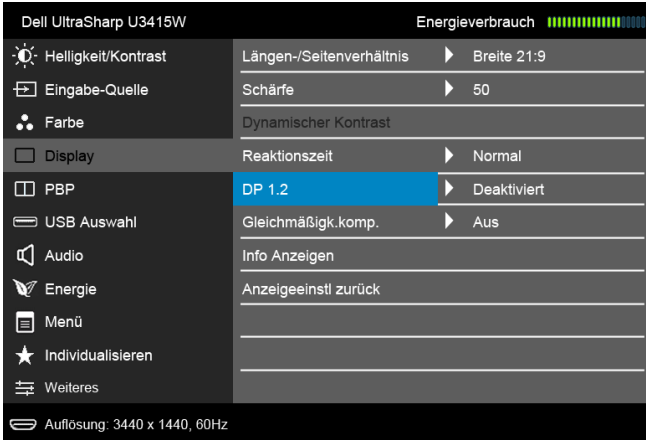 Dell UltraSharp U3415W Energieverbrauch
Helligkeit/Kontrast Längen-/Seitenverhältnis Breite 21:9
Eingabe-Quelle Schärfe 50
Farbe Dynamischer Kontrast
Display Reaktionszeit Normal
PBP DP 1.2 Deaktiviert
USB Auswahl Gleichmäßigk.komp. Aus
Audio Info Anzeigen
Energie Anzeigeeinstl zurück
Menü
Individualisieren
Weiteres
Auflösung: 3440 x 1440, 60Hz